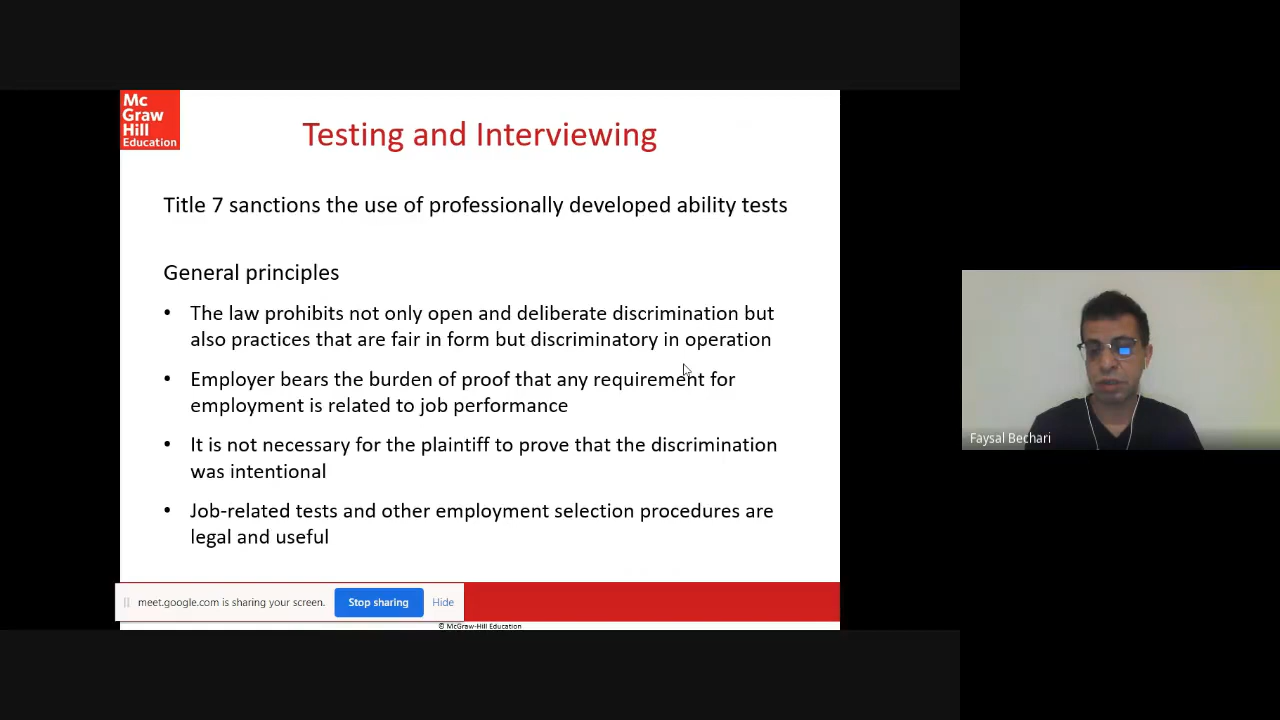 Mc
Graw
Hill
Education
Testing and Interviewing
Title 7 sanctions the use of professionally developed ability tests
General principles
• The law prohibits not only open and deliberate discrimination but
also practices that are fair in form but discriminatory in operation
• Employer bears the burden of proof that any requirement for
employment is related to job performance
• It is not necessary for the plaintiff to prove that the discrimination
was intentional
• Job-related tests and other employment selection procedures are
legal and useful
meet.google.com is sharing your screen. Stop sharing Hide
© McGraw-Hill Education
Faysal Bechari